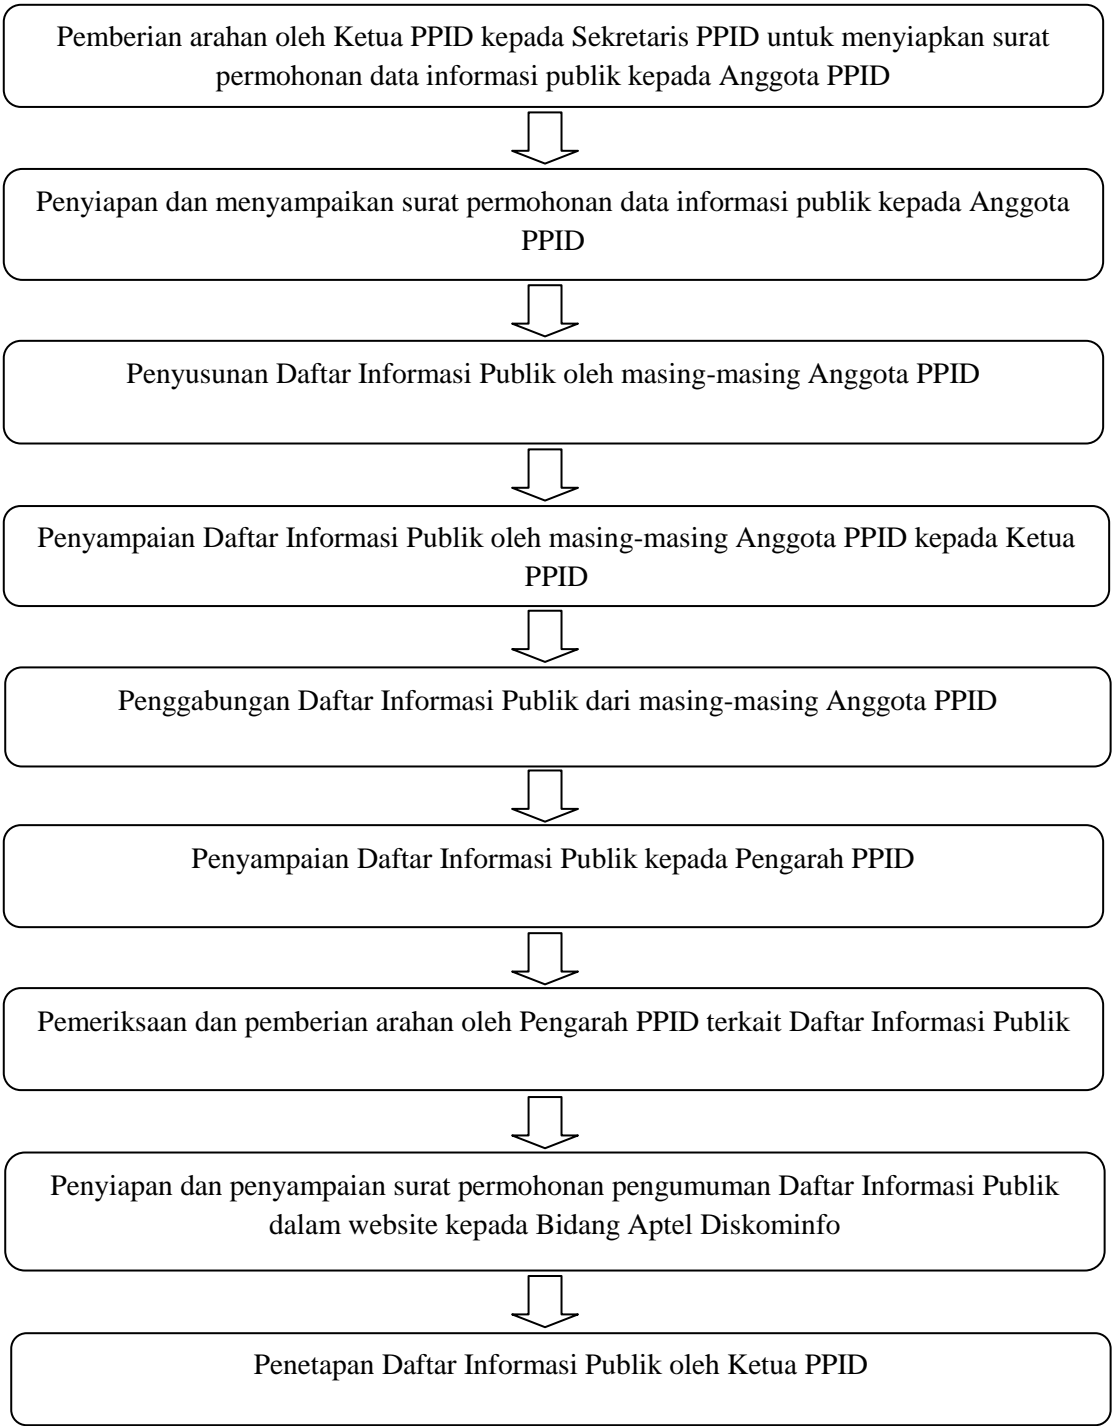 Pemberian arahan oleh Ketua PPID kepada Sekretaris PPID untuk menyiapkan surat
permohonan data informasi publik kepada Anggota PPID
Penyiapan dan menyampaikan surat permohonan data informasi publik kepada Anggota
PPID
Penyusunan Daftar Informasi Publik oleh masing-masing Anggota PPID
Penyampaian Daftar Informasi Publik oleh masing-masing Anggota PPID kepada Ketua
PPID
Penggabungan Daftar Informasi Publik dari masing-masing Anggota PPID
Penyampaian Daftar Informasi Publik kepada Pengarah PPID
Pemeriksaan dan pemberian arahan oleh Pengarah PPID terkait Daftar Informasi Publik
Penyiapan dan penyampaian surat permohonan pengumuman Daftar Informasi Publik
dalam website kepada Bidang Aptel Diskominfo
Penetapan Daftar Informasi Publik oleh Ketua PPID